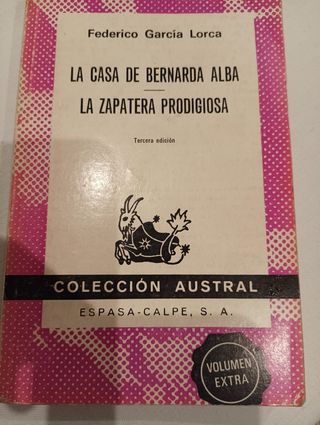 Federico García Lorca
LA CASA DE BERNARDA ALBA
LA ZAPATERA PRODIGIOSA
Tercera edición
COLECCIÓN AUSTRAL
ESPASA-CALPE, S. A.
VOLUMEN
EXTRA